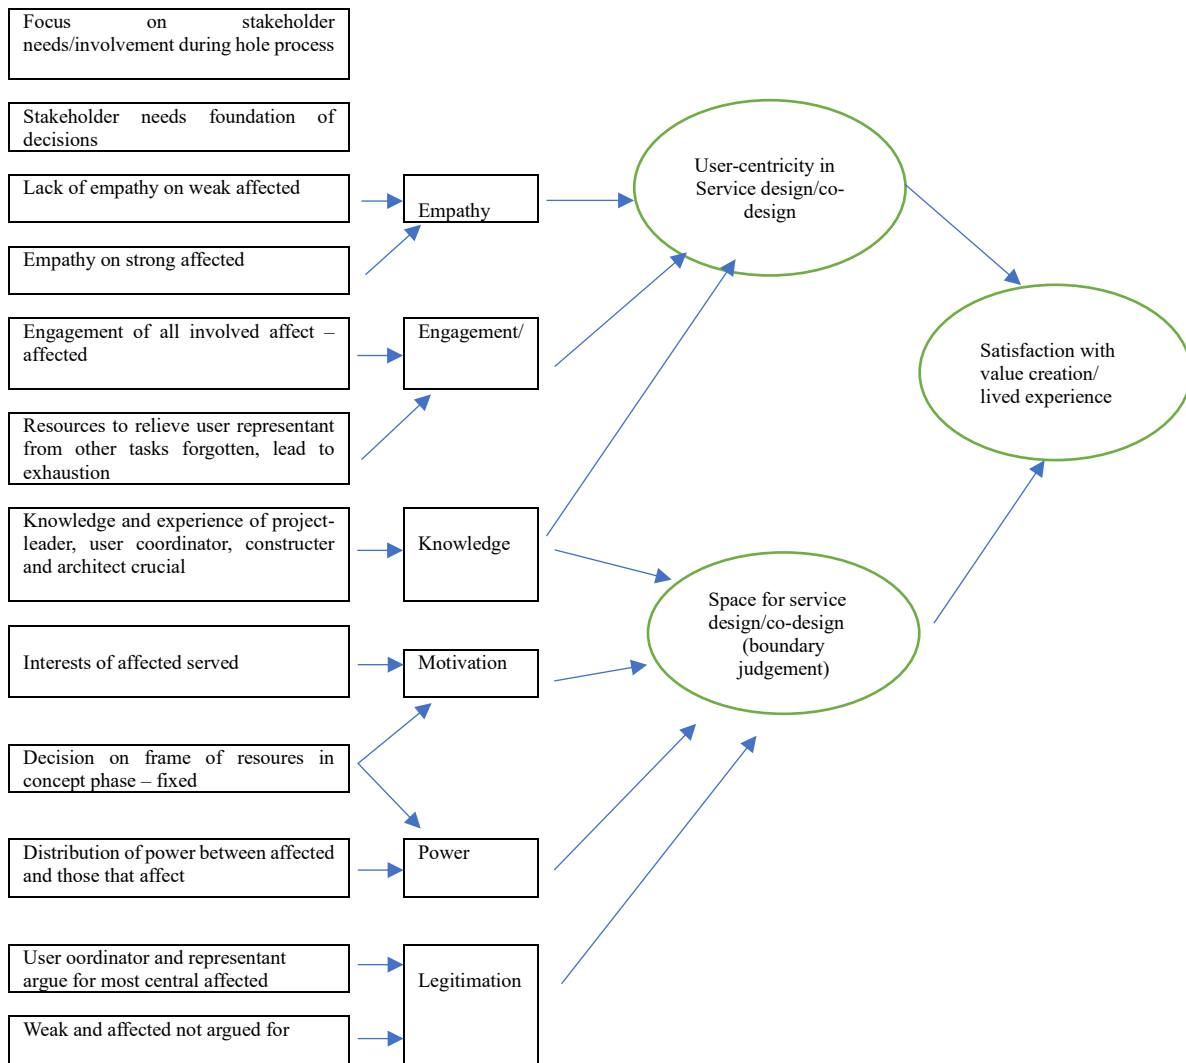 Focus on stakeholder
needs/involvement during hole process
Stakeholder needs foundation of
decisions
Lack of empathy on weak affected
Empathy
Empathy on strong affected
User-centricity in
Service design/co-
design
Engagement of all involved affect –
affected
Engagement/
Satisfaction with
value creation/
lived experience
Resources to relieve user representant
from other tasks forgotten, lead to
exhaustion
Knowledge and experience of project-
leader, user coordinator, constructer
and architect crucial
Knowledge
Space for service
design/co-design
(boundary
judgement)
Interests of affected served
Motivation
Decision on frame of resoures in
concept phase – fixed
Distribution of power between affected
and those that affect
Power
User oordinator and representant
argue for most central affected
Legitimation
Weak and affected not argued for